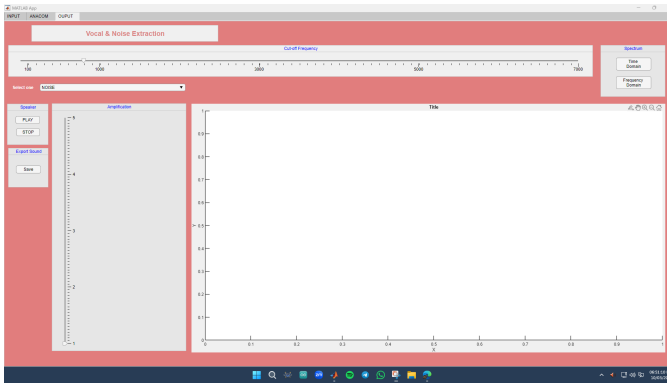 MATLAB App
INPUT ANACOM OUPUT
Vocal & Noise Extraction
Cut-off Frequency
100 1000 3000 5000 7000
Spectrum
Time Domain
Frequency Domain
NOISE
Speaker
PLAY
STOP
Export Sound
Save
Amplification
5
4
3
2
1
Title
1
0.9
0.8
0.7
0.6
Y
0.5
0.4
0.3
0.2
0.1
0
0 0.1 0.2 0.3 0.4 0.5 0.6 0.7 0.8 0.9 1
X